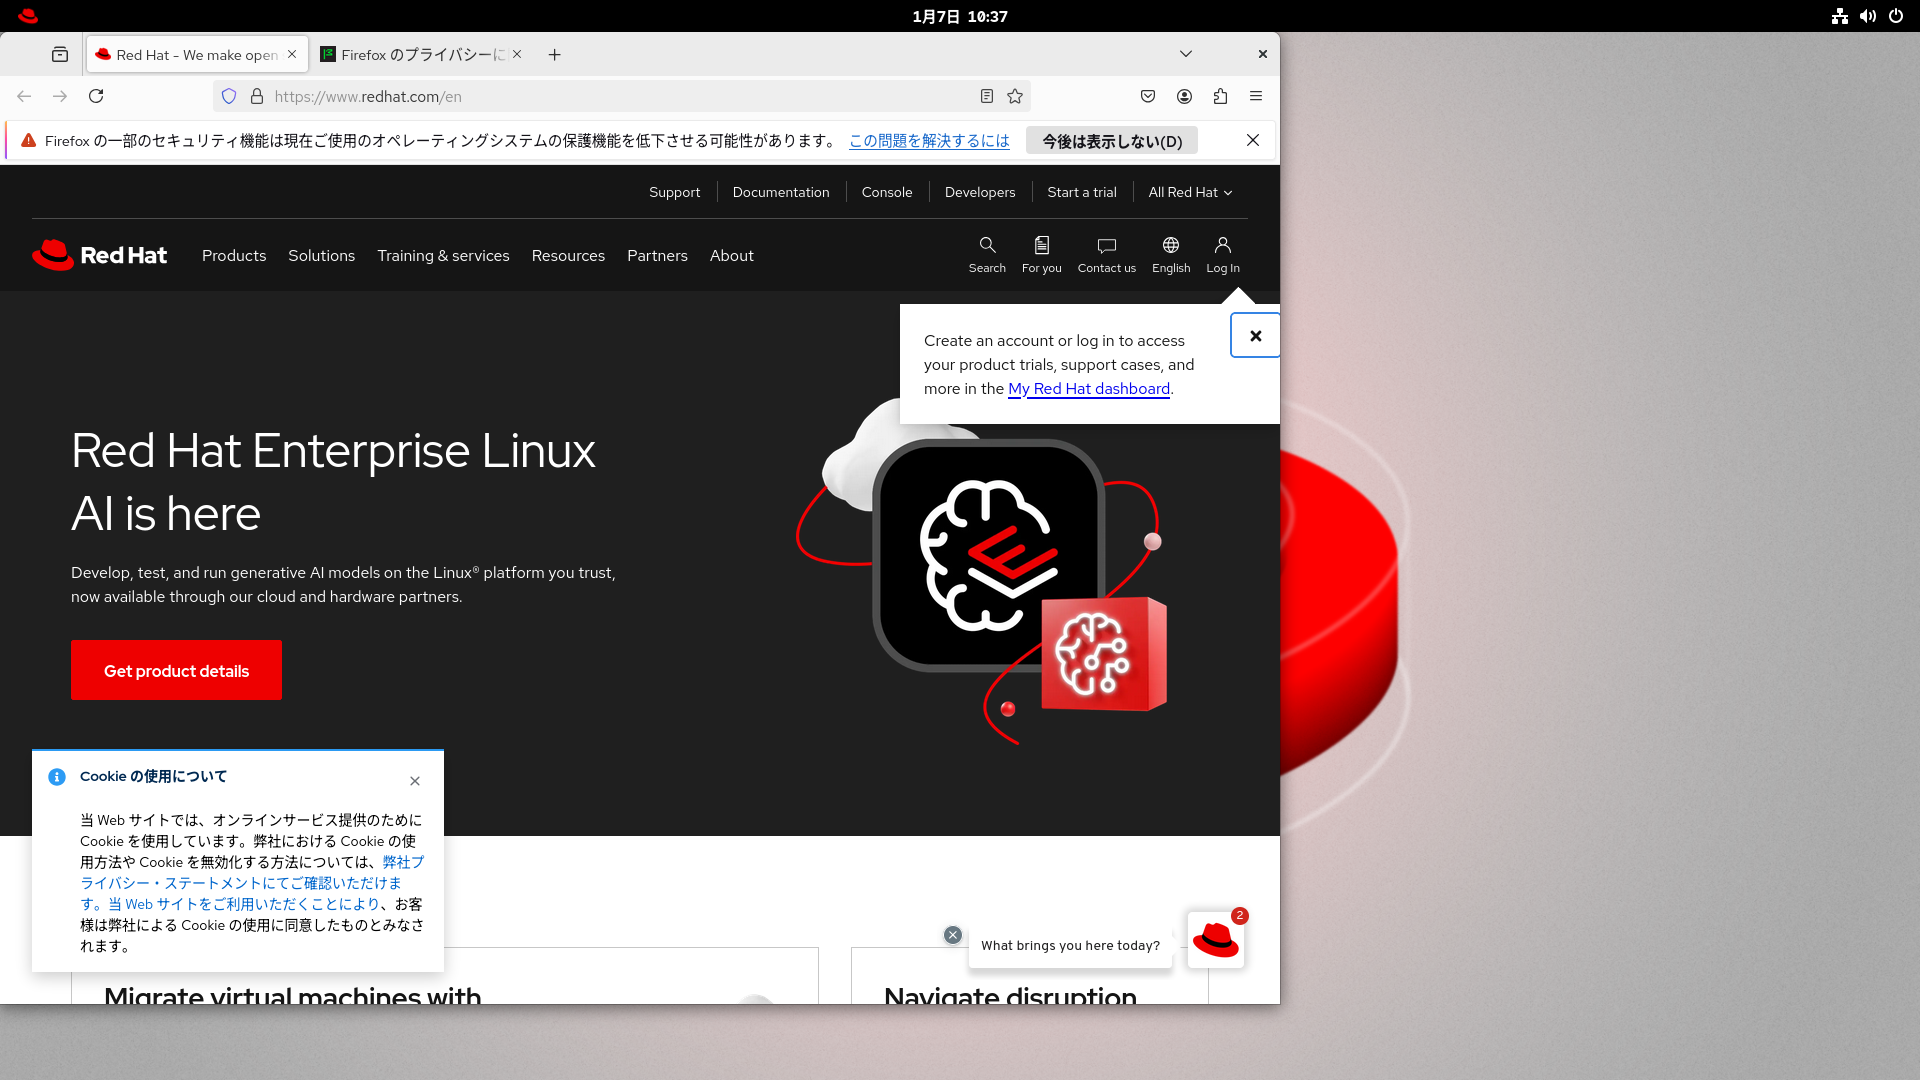 1月7日 10:37
Red Hat - We make open
Firefox のプライバシーに
https://www.redhat.com/en
Firefox の一部のセキュリティ機能は現在ご使用のオペレーティングシステムの保護機能を低下させる可能性があります。 この問題を解決するには 今後は表示しない(D)
Support Documentation Console Developers Start a trial All Red Hat
Red Hat Products Solutions Training & services Resources Partners About
Search For you Contact us English Log In
Create an account or log in to access
your product trials, support cases, and
more in the My Red Hat dashboard.
Red Hat Enterprise Linux
AI is here
Develop, test, and run generative AI models on the Linux® platform you trust,
now available through our cloud and hardware partners.
Get product details
Cookie の使用について
当 Web サイトでは、オンラインサービス提供のために
Cookie を使用しています。弊社における Cookie の使
用方法や Cookie を無効化する方法については、弊社プ
ライバシー・ステートメントにてご確認いただけま
す。当 Web サイトをご利用いただくことにより、お客
様は弊社による Cookie の使用に同意したものとみなさ
れます。
What brings you here today?
2
Migrate virtual machines with
Navigate disruption